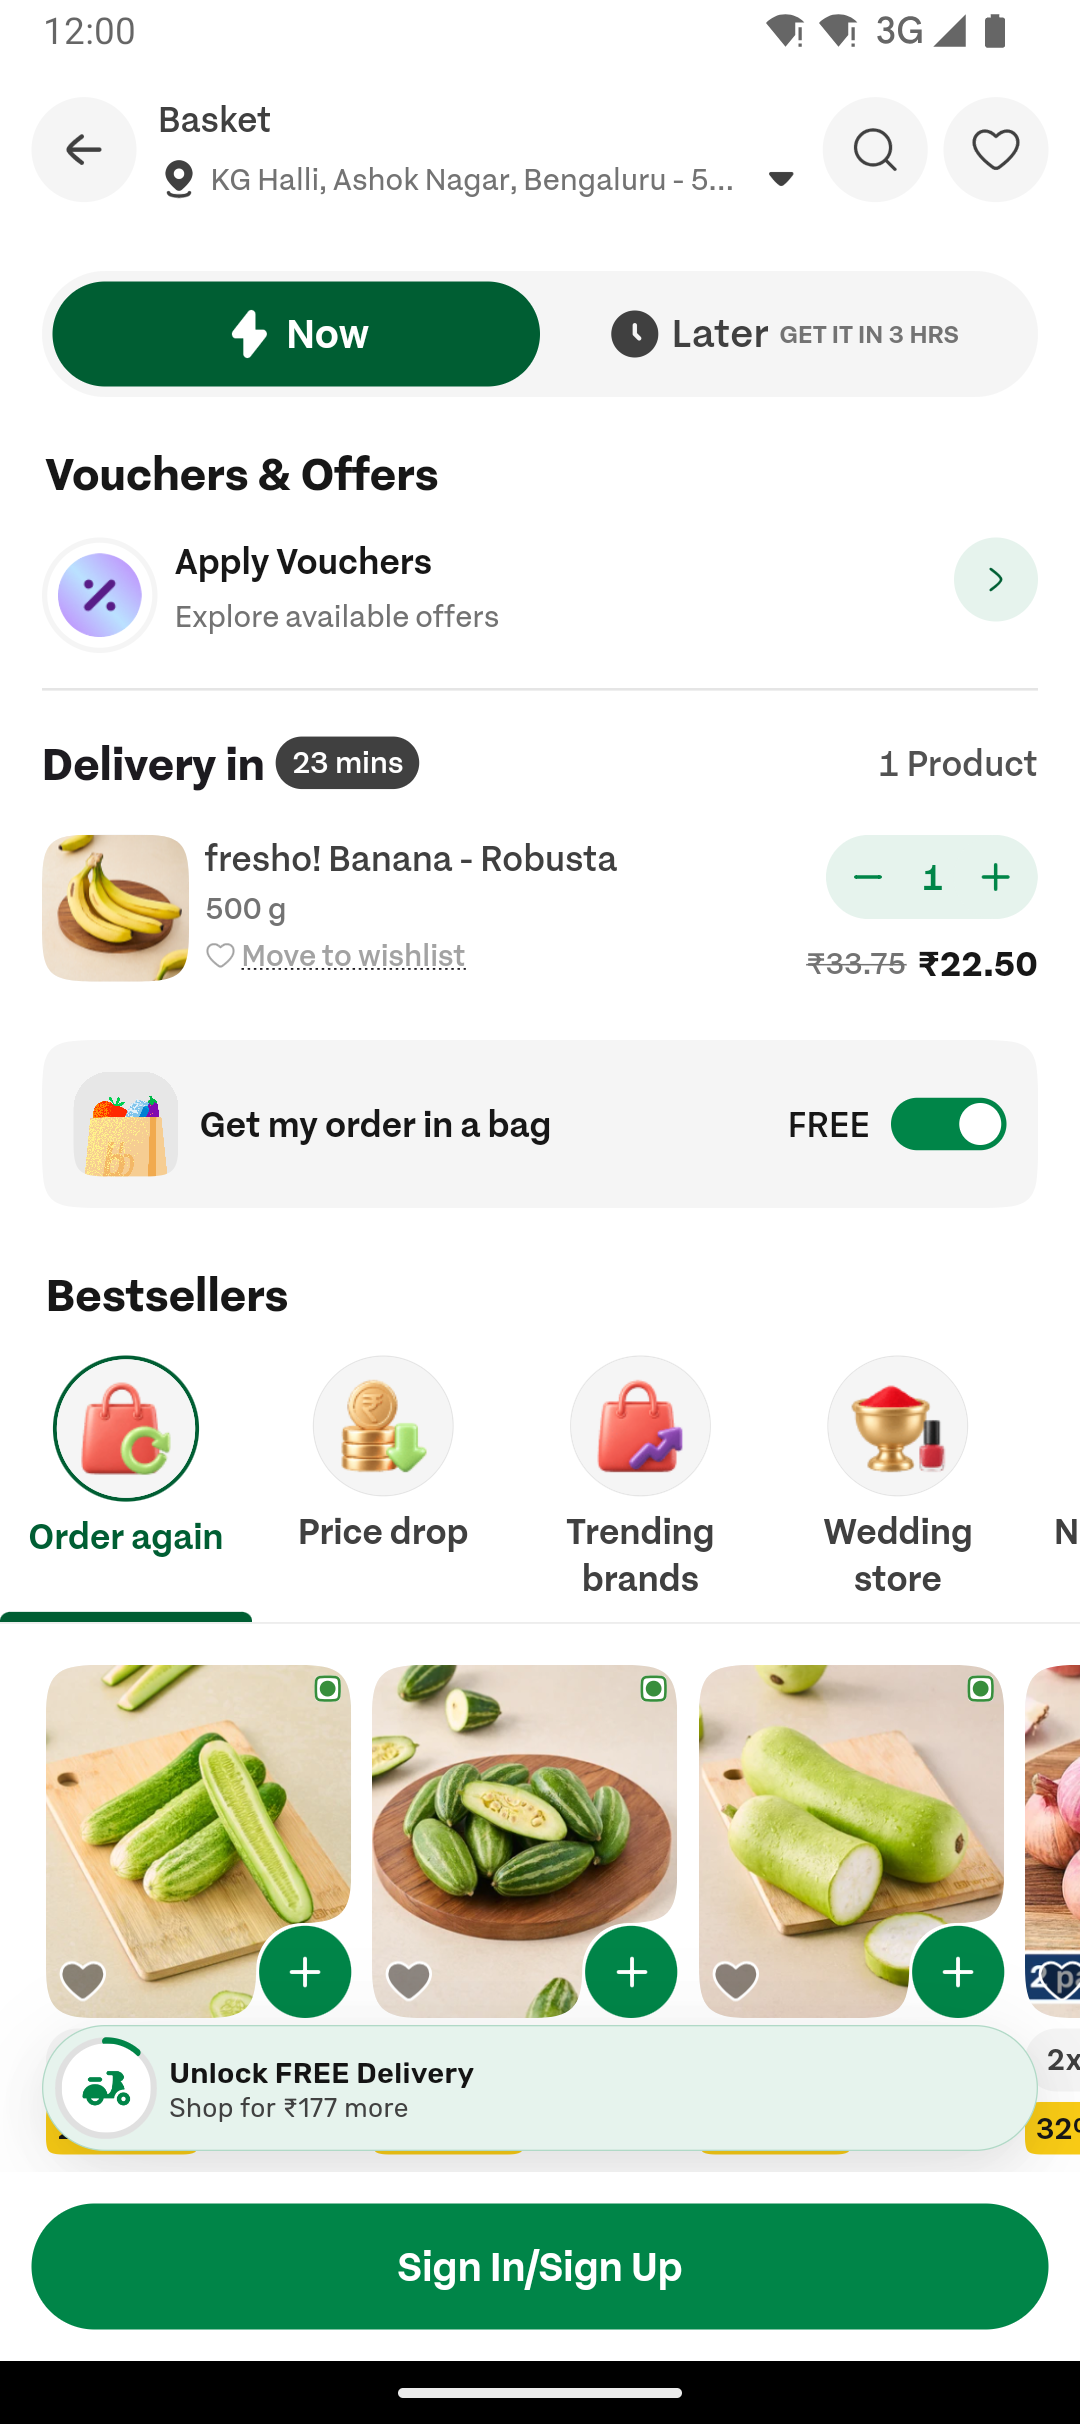 12:00
3G
Basket
KG Halli, Ashok Nagar, Bengaluru - 5...
Now
Later GET IT IN 3 HRS
Vouchers & Offers
Apply Vouchers
Explore available offers
Delivery in 23 mins
1 Product
fresho! Banana - Robusta
500 g
Move to wishlist
1
₹33.75 ₹22.50
Get my order in a bag
FREE
Bestsellers
Order again
Price drop
Trending
brands
Wedding
store
N
Unlock FREE Delivery
Shop for ₹177 more
2x
32
Sign In/Sign Up